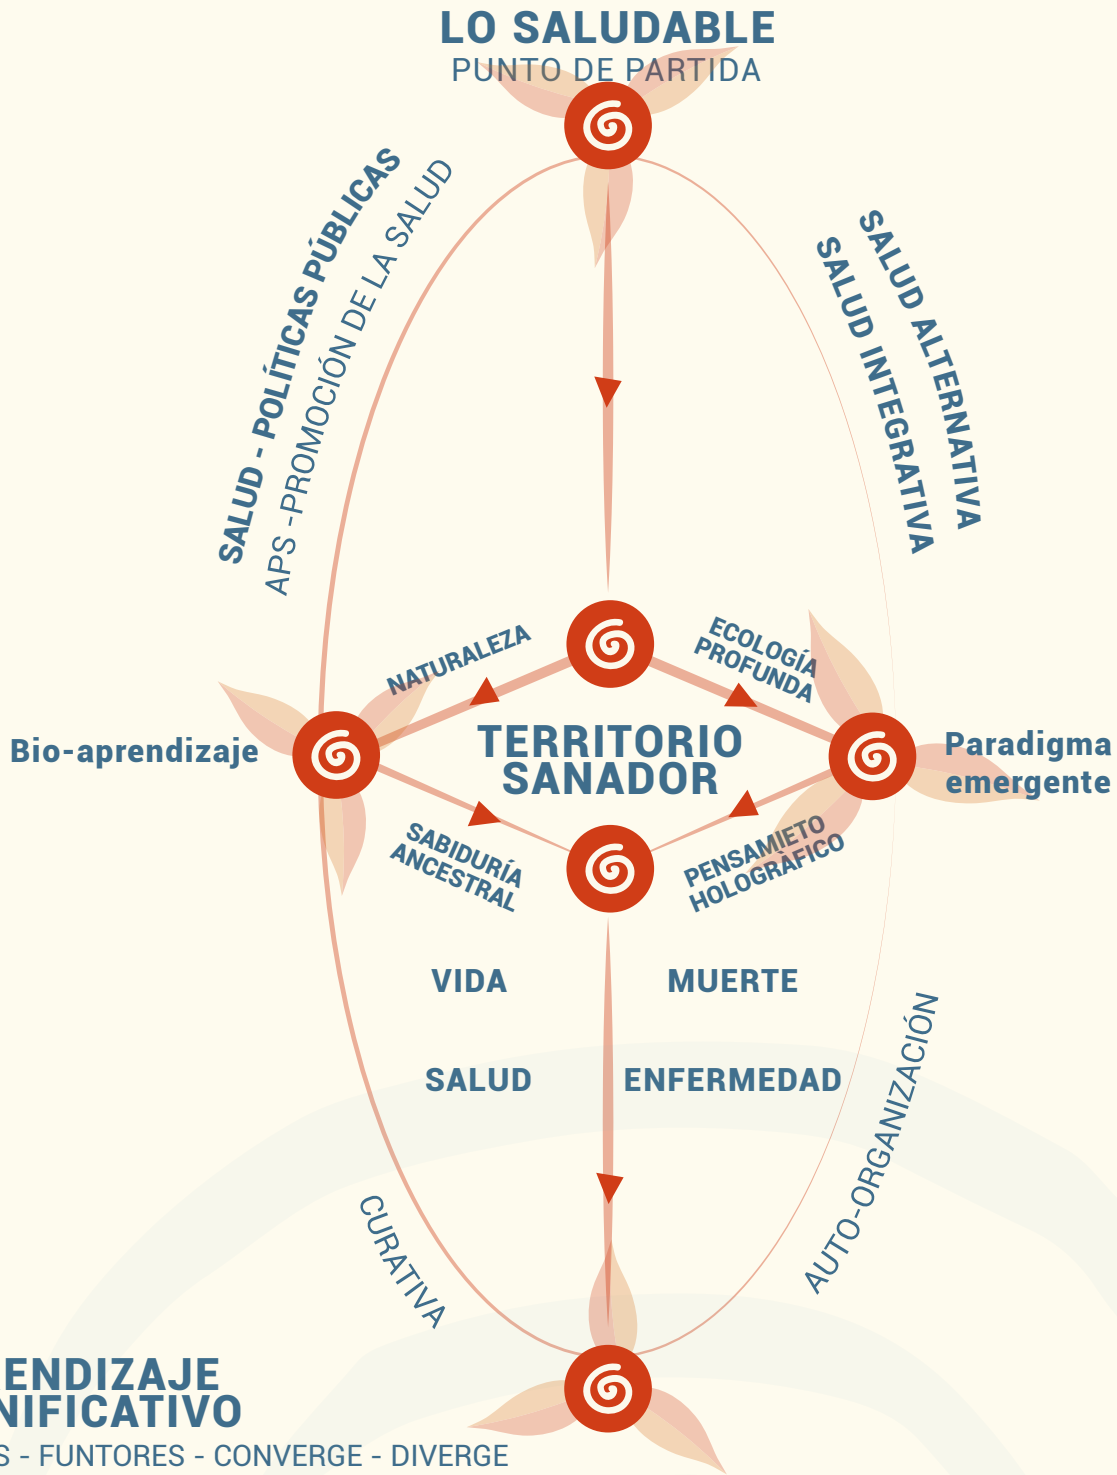 LO SALUDABLE
PUNTO DE PARTIDA
SALUD - POLÍTICAS PÚBLICAS
APS -PROMOCIÓN DE LA SALUD
SALUD ALTERNATIVA
SALUD INTEGRATIVA
NATURALEZA
ECOLOGÍA
PROFUNDA
Bio-aprendizaje
TERRITORIO
SANADOR
Paradigma
emergente
SABIDURÍA
ANCESTRAL
PENSAMIETO
HOLOGRÀFICO
VIDA
MUERTE
SALUD
ENFERMEDAD
CURATIVA
AUTO-ORGANIZACIÓN
ENDIZAJE
NIFICATIVO
S - FUNTORES - CONVERGE - DIVERGE